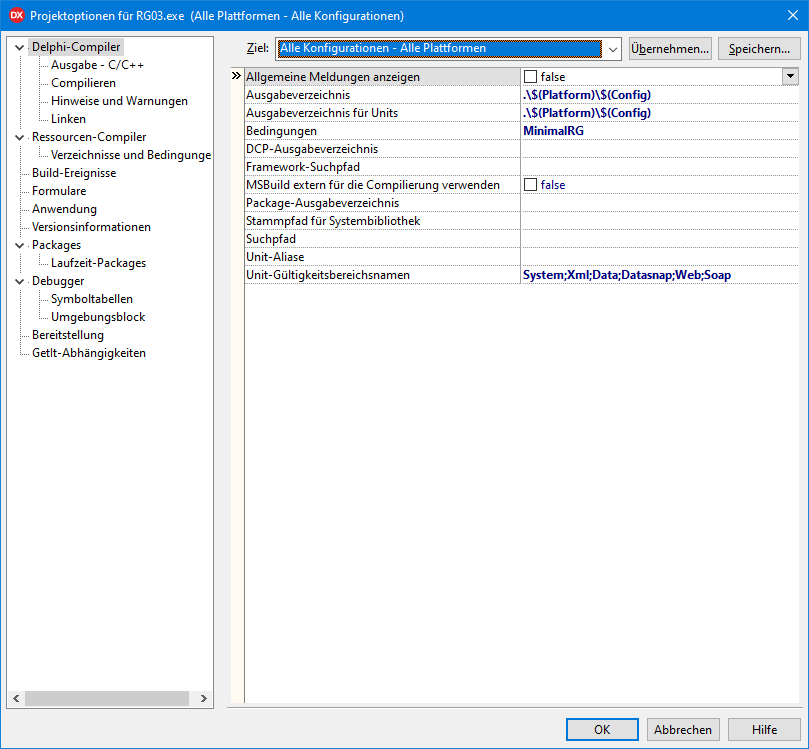 DX Projektoptionen für RG03.exe (Alle Plattformen - Alle Konfigurationen)
Delphi-Compiler
Ausgabe - C/C++
Compilieren
Hinweise und Warnungen
Linken
Ressourcen-Compiler
Verzeichnisse und Bedingunge
Build-Ereignisse
Formulare
Anwendung
Versionsinformationen
Packages
Laufzeit-Packages
Debugger
Symboltabellen
Umgebungsblock
Bereitstellung
GetIt-Abhängigkeiten
Ziel: Alle Konfigurationen - Alle Plattformen Übernehmen... Speichern...
Allgemeine Meldungen anzeigen false
Ausgabeverzeichnis .\$(Platform)\$(Config)
Ausgabeverzeichnis für Units .\$(Platform)\$(Config)
Bedingungen MinimalRG
DCP-Ausgabeverzeichnis
Framework-Suchpfad
MSBuild extern für die Compilierung verwenden false
Package-Ausgabeverzeichnis
Stammpfad für Systembibliothek
Suchpfad
Unit-Aliase
Unit-Gültigkeitsbereichsnamen System;Xml;Data;Datasnap;Web;Soap
OK Abbrechen Hilfe